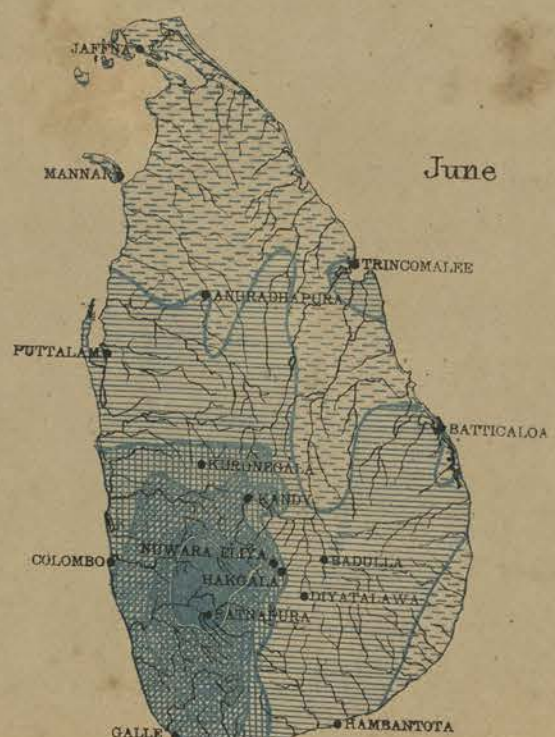 JAFFNA
June
MANNAR
TRINCOMALEE
ANURADHAPURA
PUTTALAM
BATTICALOA
KURUNEGALA
KANDY
COLOMBO
NUWARA ELIYA
BADULLA
HAKGALA
DIYATALAWA
RATNAPURA
HAMBANTOTA
GALLE